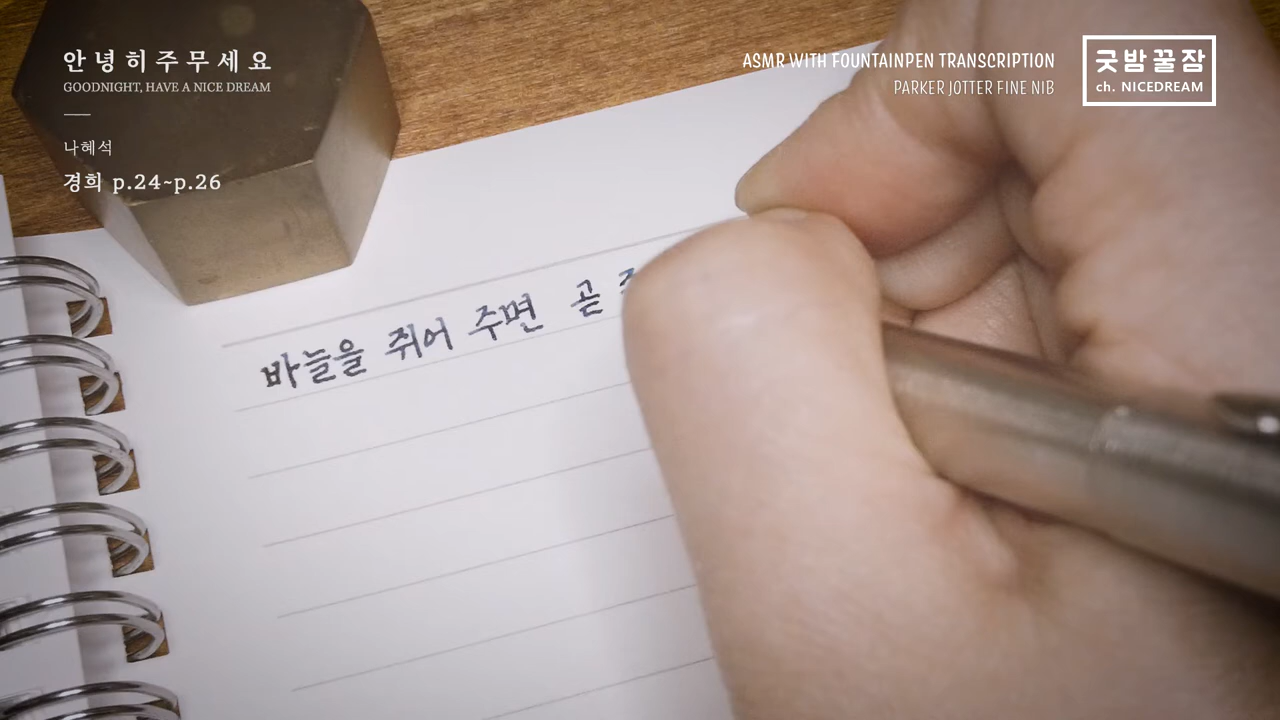 안녕히주무세요
GOODNIGHT, HAVE A NICE DREAM
나혜석
경희 p.24~p.26
ASMR WITH FOUNTAINPEN TRANSCRIPTION
PARKER JOTTER FINE NIB
굿밤꿀잠
ch. NICEDREAM
바늘을 쥐어 주면 곧